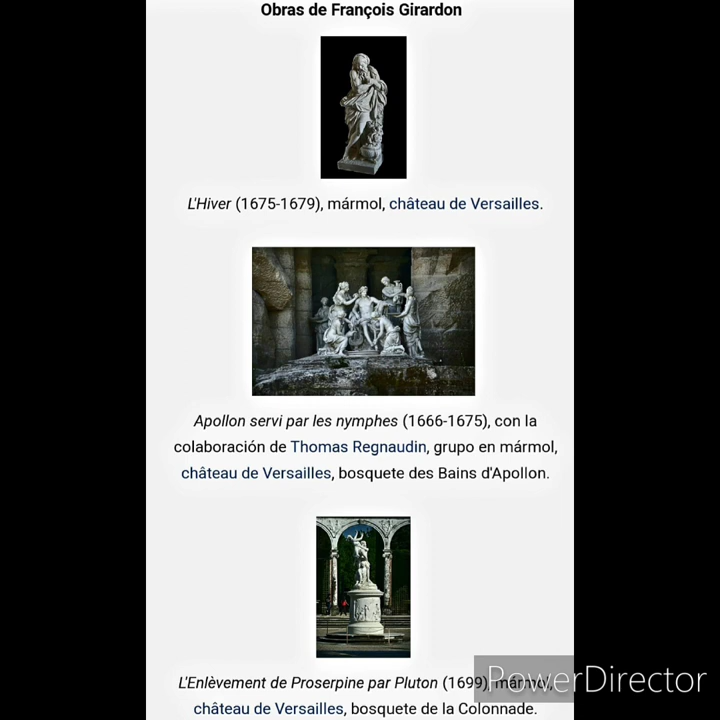 Obras de François Girardon
L'Hiver (1675-1679), mármol, château de Versailles.
Apollon servi par les nymphes (1666-1675), con la
colaboración de Thomas Regnaudin, grupo en mármol,
château de Versailles, bosquete des Bains d'Apollon.
L'Enlèvement de Proserpine par Pluton (1699), mármol,
château de Versailles, bosquete de la Colonnade.
PowerDirector